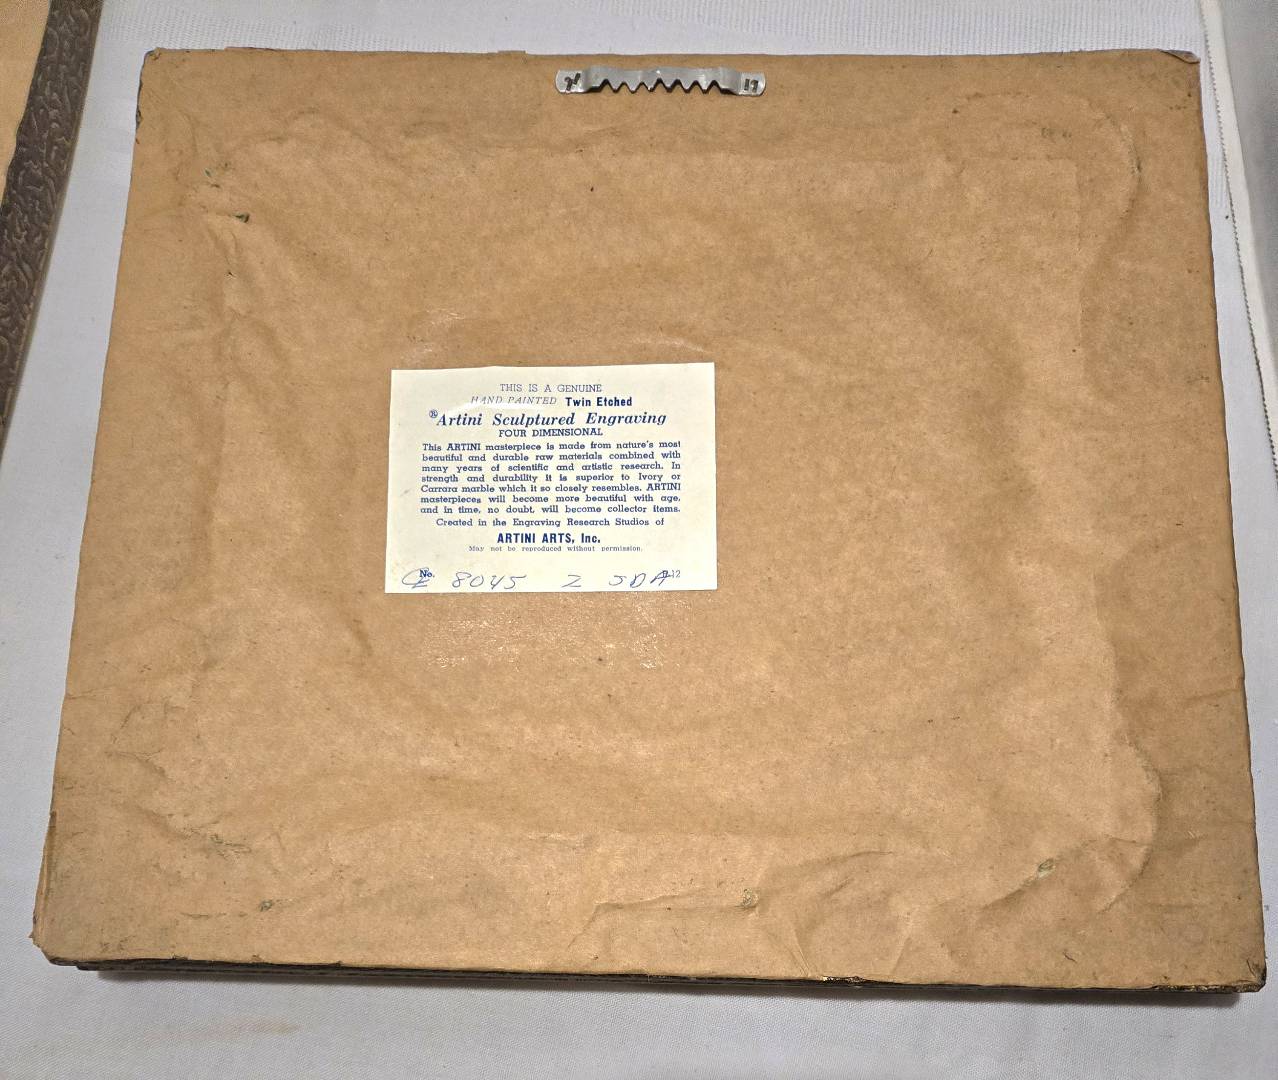 THIS IS A GENUINE
HAND PAINTED Twin Etched
®Artini Sculptured Engraving
FOUR DIMENSIONAL
This ARTINI masterpiece is made from nature's most
beautiful and durable raw materials combined with
many years of scientific and artistic research. In
strength and durability it is superior to Ivory or
Carrara marble which it so closely resembles. ARTINI
masterpieces will become more beautiful with age,
and in time, no doubt, will become collector items.
Created in the Engraving Research Studios of
ARTINI ARTS, Inc.
May not be reproduced without permission.
No. 8045 2 SDA -12